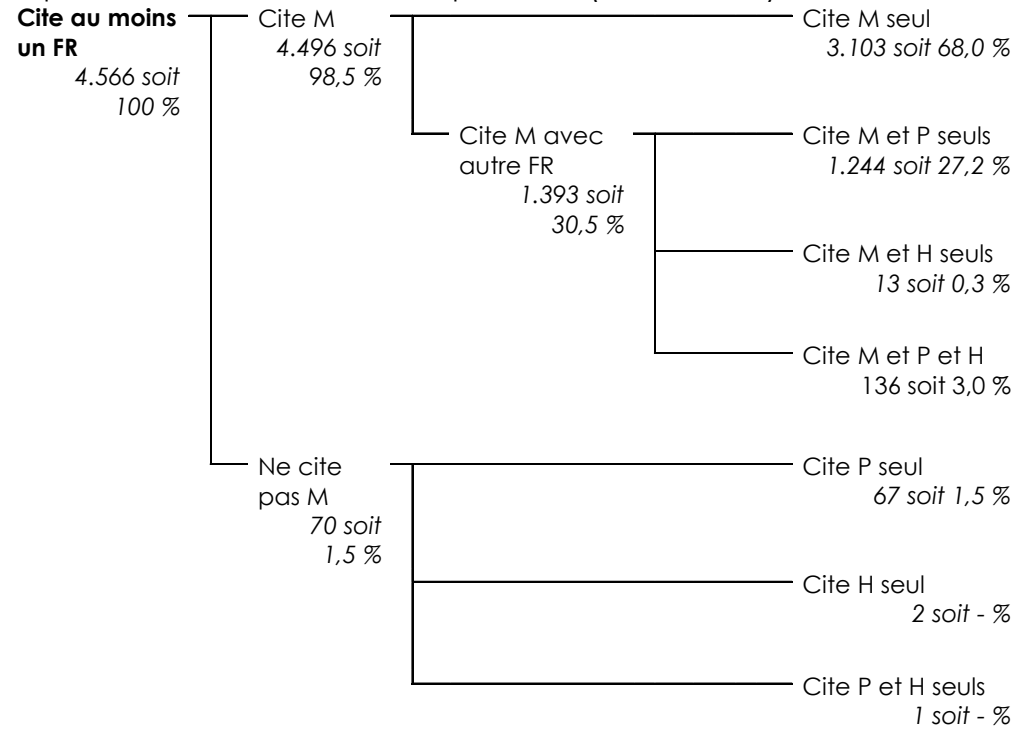 Cite au moins
un FR
4.566 soit
100 %
Cite M
4.496 soit
98,5 %
Cite M seul
3.103 soit 68,0 %
Cite M avec
autre FR
1.393 soit
30,5 %
Cite M et P seuls
1.244 soit 27,2 %
Cite M et H seuls
13 soit 0,3 %
Cite M et P et H
136 soit 3,0 %
Ne cite
pas M
70 soit
1,5 %
Cite P seul
67 soit 1,5 %
Cite H seul
2 soit - %
Cite P et H seuls
1 soit - %